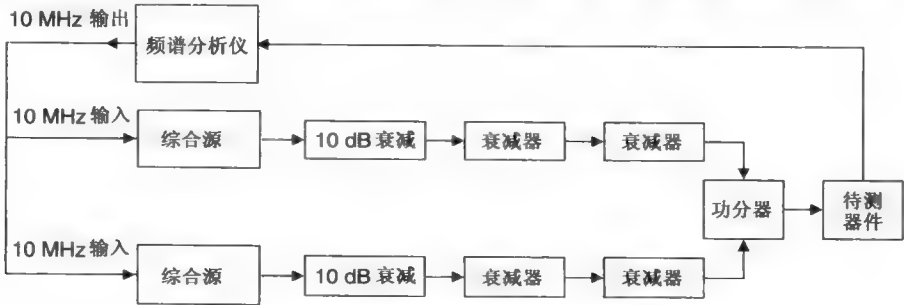 10 MHz 输出
频谱分析仪
10 MHz 输入
综合源
10 dB 衰减
衰减器
衰减器
功分器
待测
器件
10 MHz 输入
综合源
10 dB 衰减
衰减器
衰减器